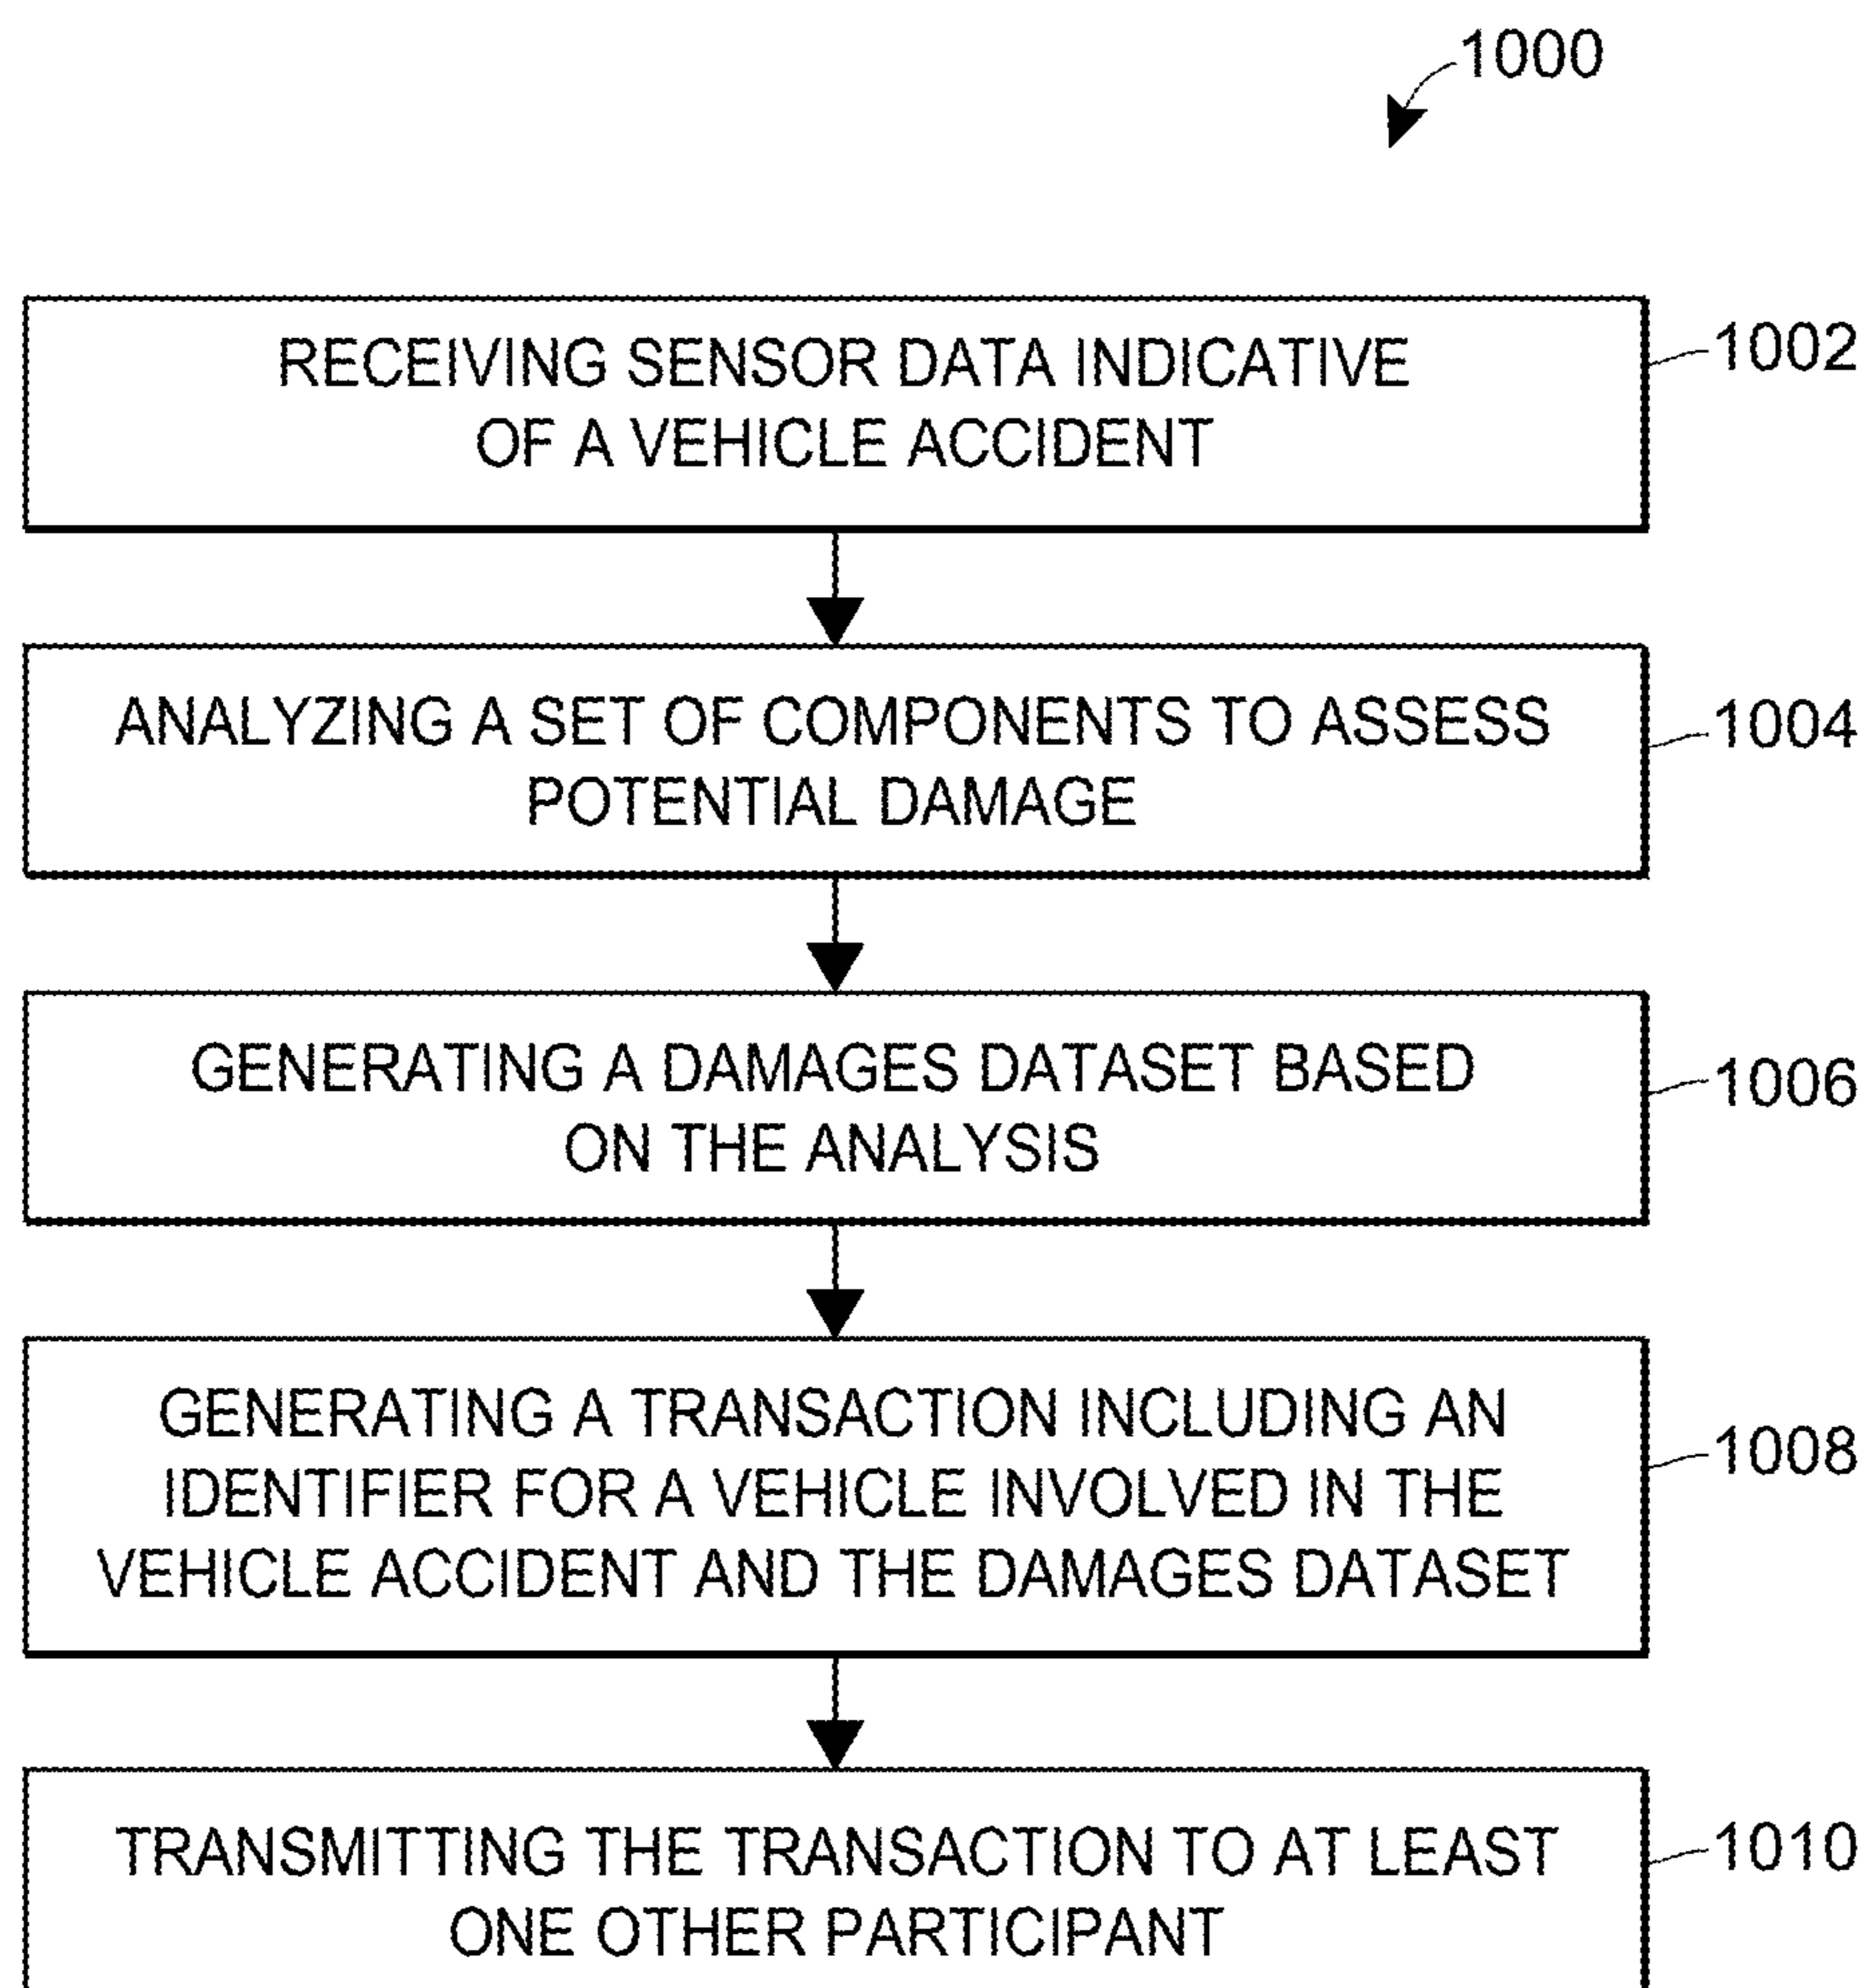 1000
RECEIVING SENSOR DATA INDICATIVE
OF A VEHICLE ACCIDENT
1002
ANALYZING A SET OF COMPONENTS TO ASSESS
POTENTIAL DAMAGE
1004
GENERATING A DAMAGES DATASET BASED
ON THE ANALYSIS
1006
GENERATING A TRANSACTION INCLUDING AN
IDENTIFIER FOR A VEHICLE INVOLVED IN THE
VEHICLE ACCIDENT AND THE DAMAGES DATASET
1008
TRANSMITTING THE TRANSACTION TO AT LEAST
ONE OTHER PARTICIPANT
1010